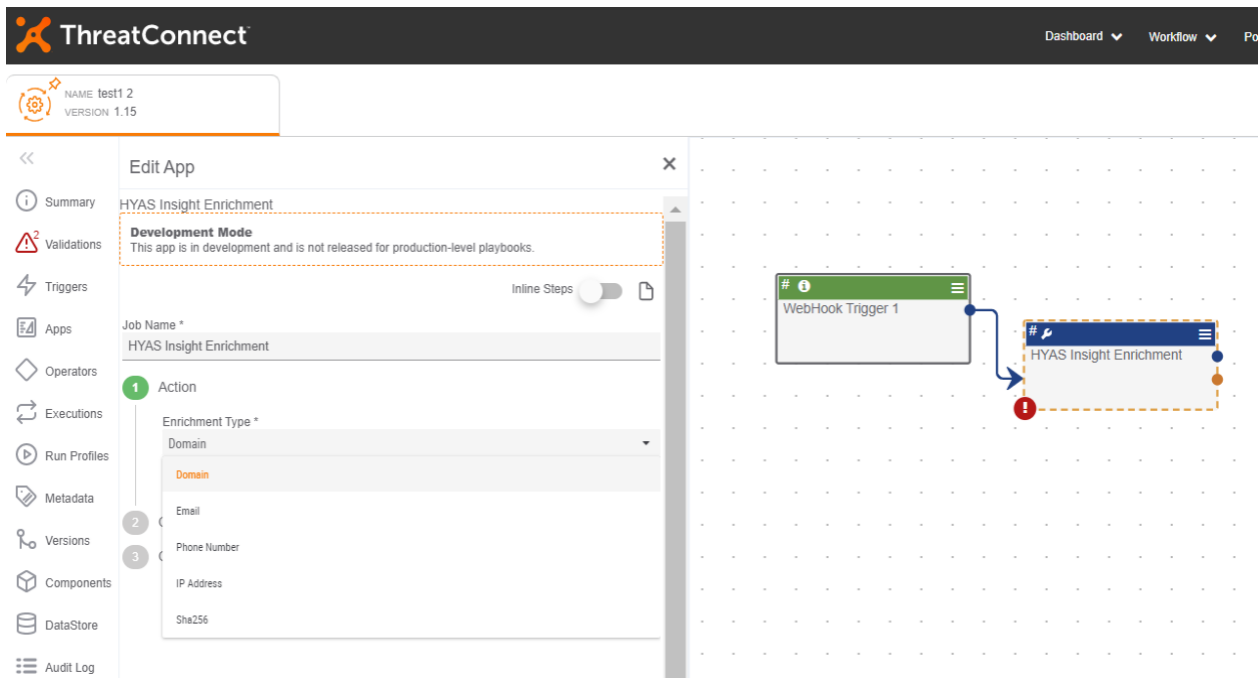 ThreatConnect
Dashboard
Workflow
NAME test1 2
VERSION 1.15
Edit App
Summary
2
Validations
Triggers
Apps
Operators
Executions
Run Profiles
Metadata
Versions
Components
DataStore
Audit Log
HYAS Insight Enrichment
Development Mode
This app is in development and is not released for production-level playbooks.
Inline Steps
Job Name *
HYAS Insight Enrichment
1 Action
Enrichment Type *
Domain
Domain
Email
Phone Number
IP Address
Sha256
2
3
#
WebHook Trigger 1
#
HYAS Insight Enrichment